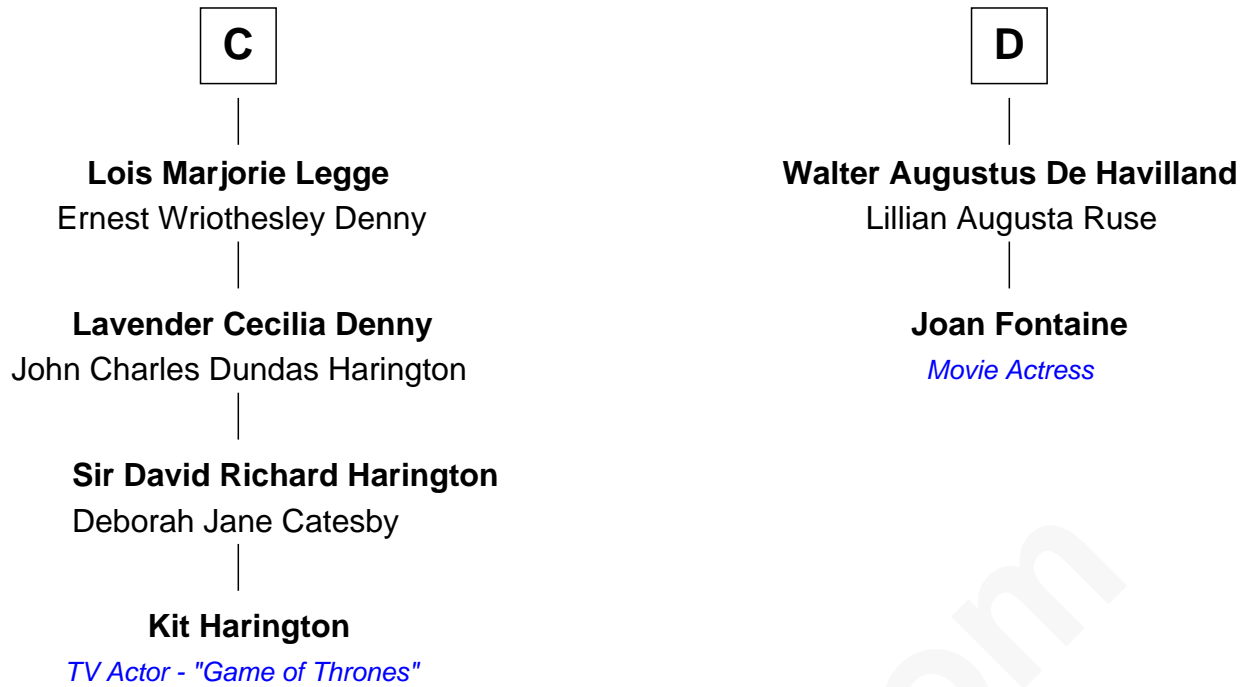 C
Lois Marjorie Legge
Ernest Wriothesley Denny
Lavender Cecilia Denny
John Charles Dundas Harington
Sir David Richard Harington
Deborah Jane Catesby
Kit Harington
TV Actor - "Game of Thrones"
D
Walter Augustus De Havilland
Lillian Augusta Ruse
Joan Fontaine
Movie Actress
om